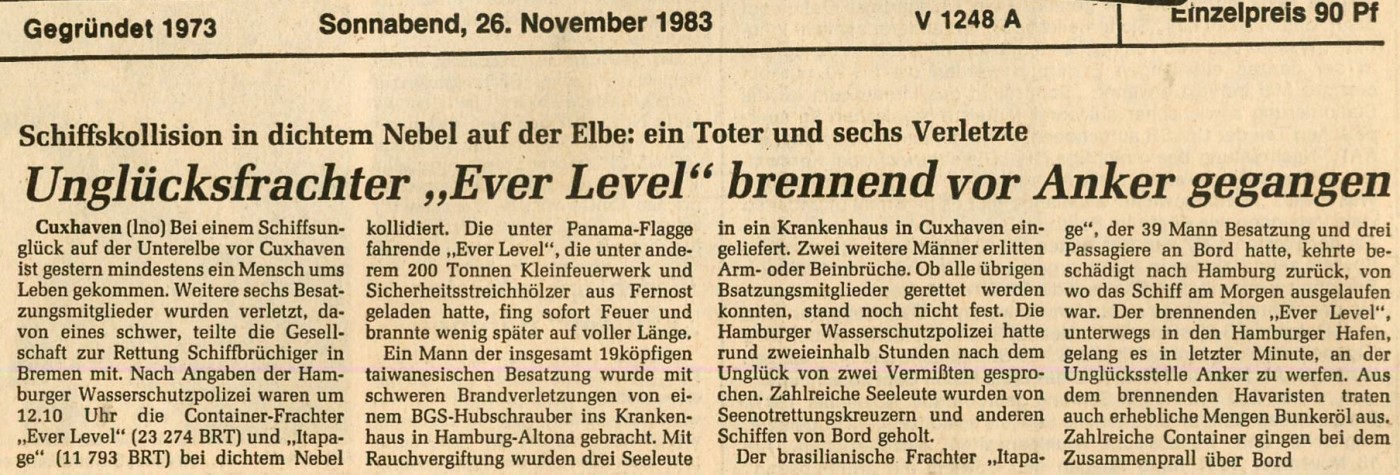 Gegründet 1973
Sonnabend, 26. November 1983
V 1248 A
Einzelpreis 90 Pf
Schiffskollision in dichtem Nebel auf der Elbe: ein Toter und sechs Verletzte
Unglücksfrachter „Ever Level“ brennend vor Anker gegangen
Cuxhaven (lno) Bei einem Schiffsun-
glück auf der Unterelbe vor Cuxhaven
ist gestern mindestens ein Mensch ums
Leben gekommen. Weitere sechs Besat-
zungsmitglieder wurden verletzt, da-
von eines schwer, teilte die Gesell-
schaft zur Rettung Schiffbrüchiger in
Bremen mit. Nach Angaben der Ham-
burger Wasserschutzpolizei waren um
12.10 Uhr die Container-Frachter
„Ever Level“ (23 274 BRT) und „Itapa-
ge“ (11 793 BRT) bei dichtem Nebel
kollidiert. Die unter Panama-Flagge
fahrende „Ever Level“, die unter ande-
rem 200 Tonnen Kleinfeuerwerk und
Sicherheitsstreichhölzer aus Fernost
geladen hatte, fing sofort Feuer und
brannte wenig später auf voller Länge.
Ein Mann der insgesamt 19köpfigen
taiwanesischen Besatzung wurde mit
schweren Brandverletzungen von ei-
nem BGS-Hubschrauber ins Kranken-
haus in Hamburg-Altona gebracht. Mit
Rauchvergiftung wurden drei Seeleute
in ein Krankenhaus in Cuxhaven ein-
geliefert. Zwei weitere Männer erlitten
Arm- oder Beinbrüche. Ob alle übrigen
Bsatzungsmitglieder gerettet werden
konnten, stand noch nicht fest. Die
Hamburger Wasserschutzpolizei hatte
rund zweieinhalb Stunden nach dem
Unglück von zwei Vermißten gespro-
chen. Zahlreiche Seeleute wurden von
Seenotrettungskreuzern und anderen
Schiffen von Bord geholt.
Der brasilianische Frachter „Itapa-
ge“, der 39 Mann Besatzung und drei
Passagiere an Bord hatte, kehrte be-
schädigt nach Hamburg zurück, von
wo das Schiff am Morgen ausgelaufen
war. Der brennenden „Ever Level“,
unterwegs in den Hamburger Hafen,
gelang es in letzter Minute, an der
Unglücksstelle Anker zu werfen. Aus
dem brennenden Havaristen traten
auch erhebliche Mengen Bunkeröl aus.
Zahlreiche Container gingen bei dem
Zusammenprall über Bord